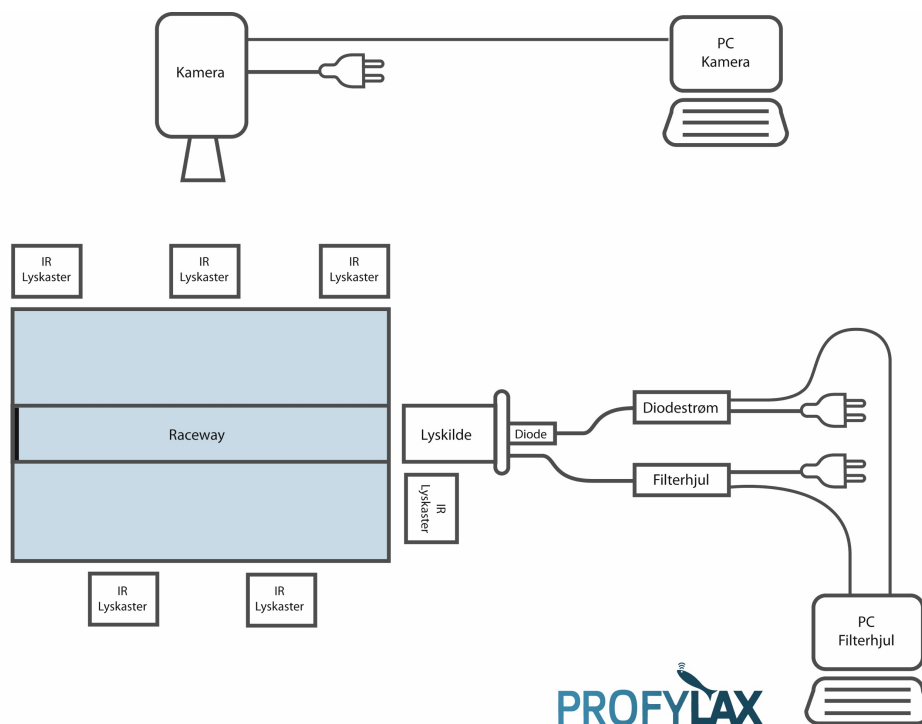 Kamera
PC
Kamera
IR
Lyskaster
IR
Lyskaster
IR
Lyskaster
Raceway
Lyskilde
Diode
Diodestrøm
Filterhjul
IR
Lyskaster
IR
Lyskaster
IR
Lyskaster
PC
Filterhjul
PROFYLAX